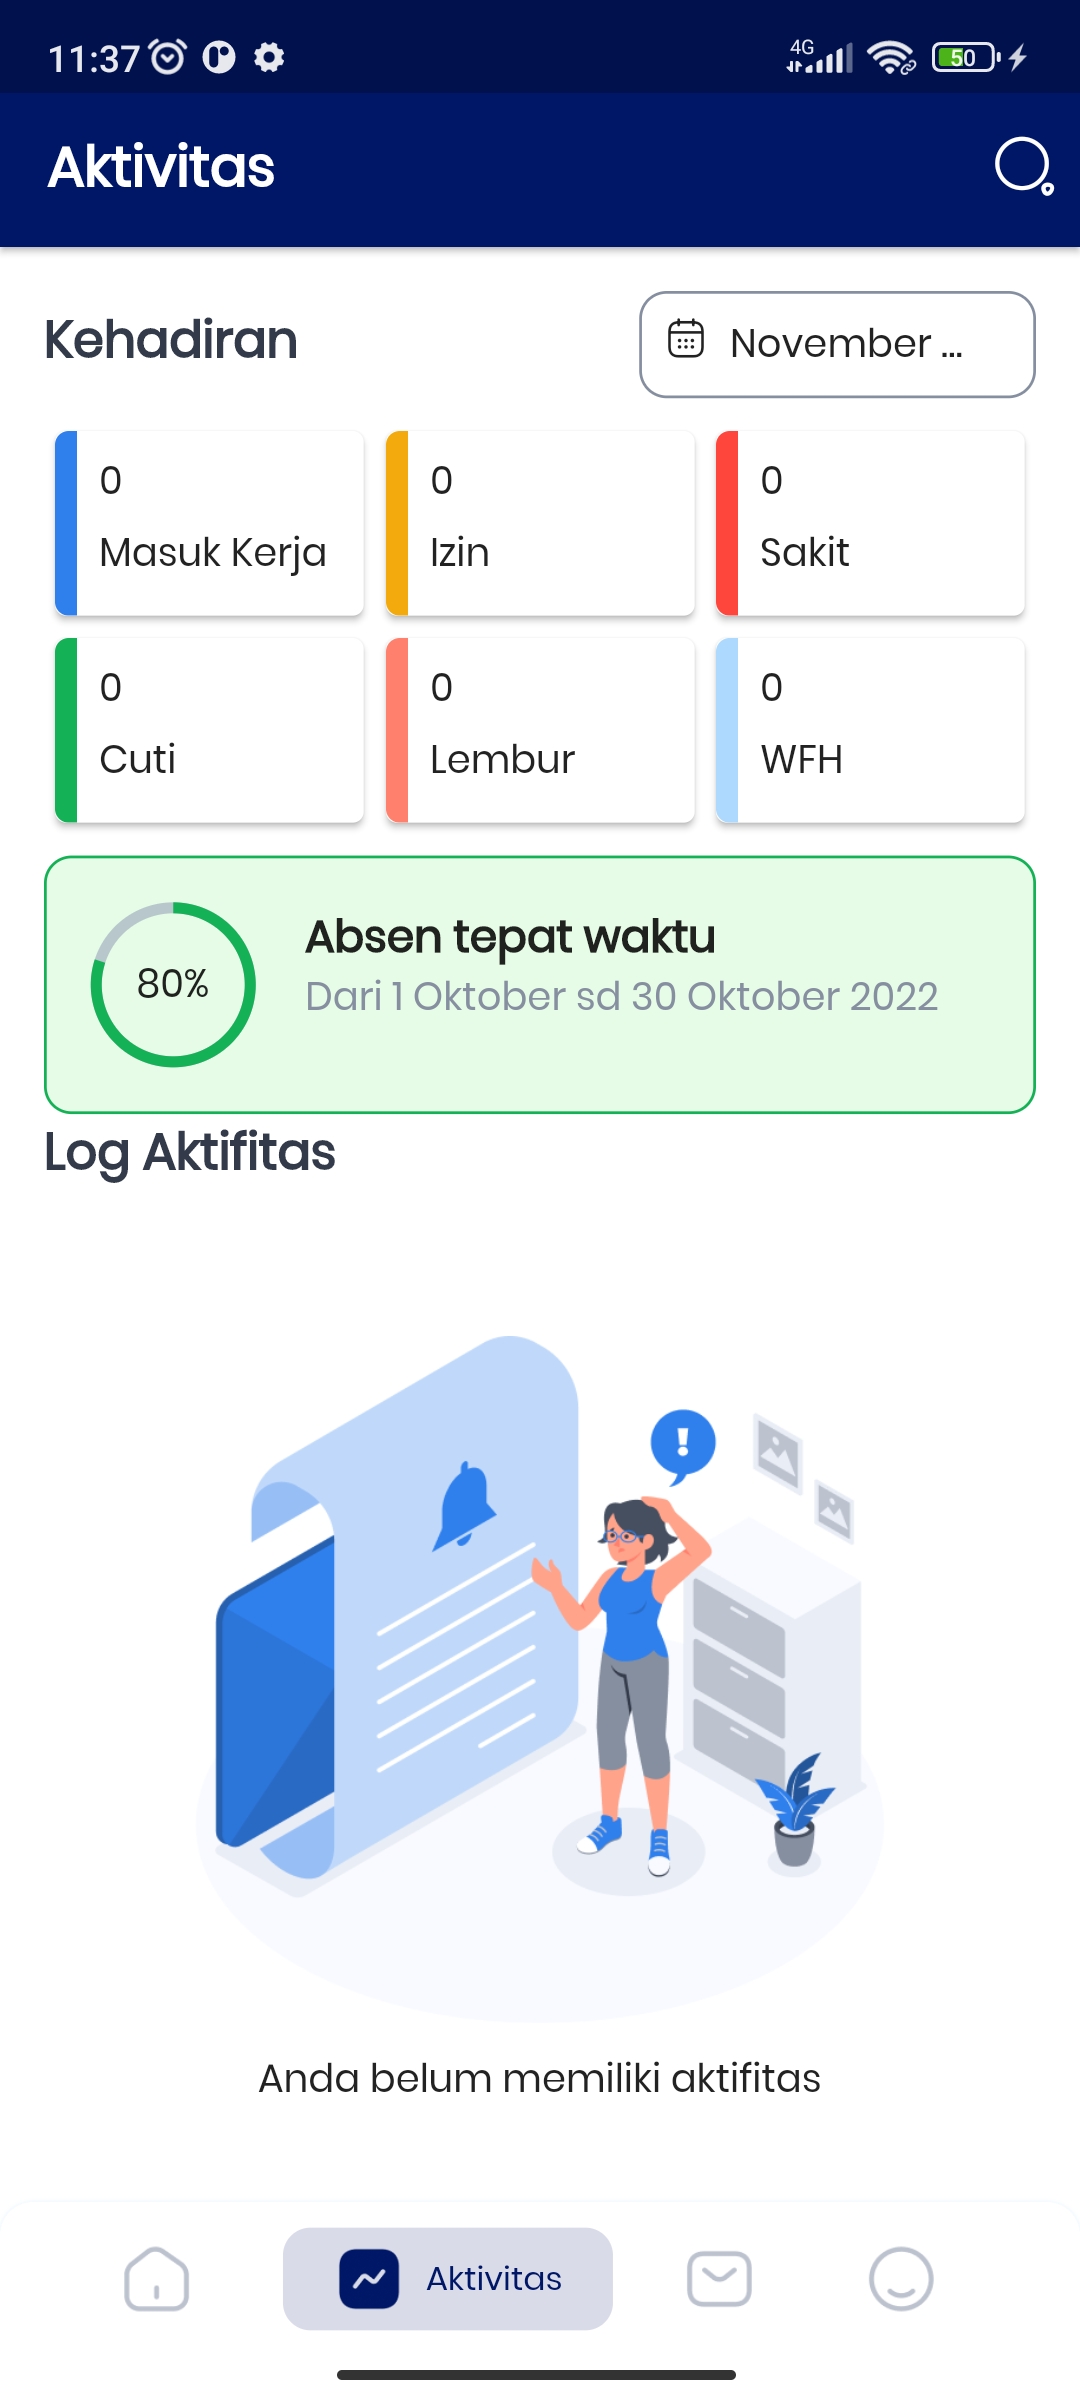 11:37
4G
50
Aktivitas
Kehadiran
November ...
0
Masuk Kerja
0
Izin
0
Sakit
0
Cuti
0
Lembur
0
WFH
80%
Absen tepat waktu
Dari 1 Oktober sd 30 Oktober 2022
Log Aktifitas
!
Anda belum memiliki aktifitas
Aktivitas